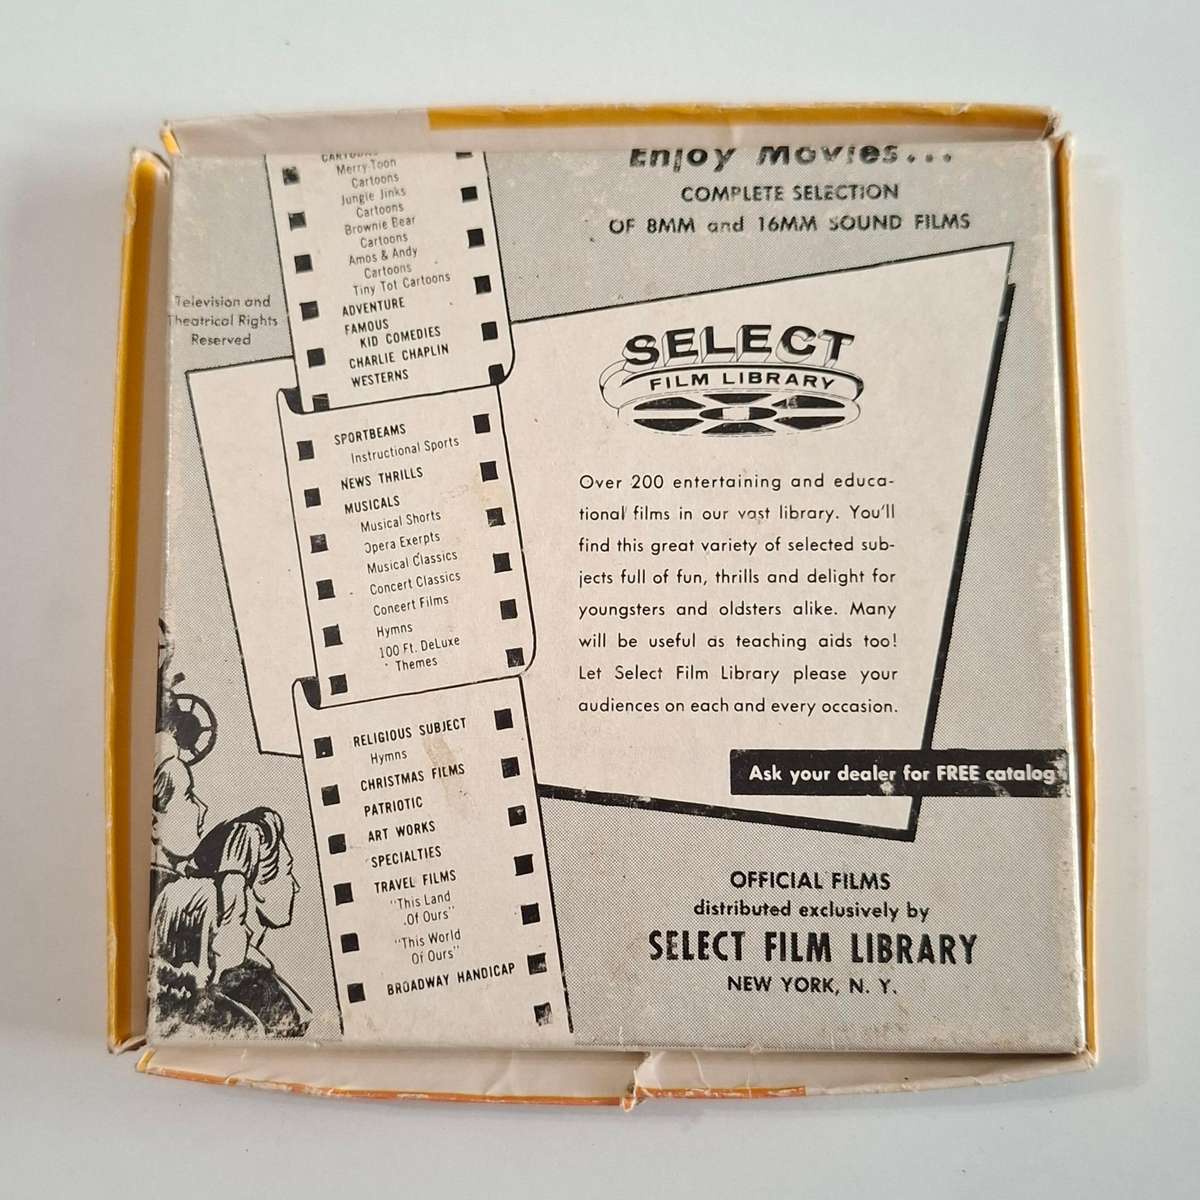 Enjoy Movies...
COMPLETE SELECTION
OF 8MM and 16MM SOUND FILMS
CARTOONS
Merry-Toon
Cartoons
Jungle Jinks
Cartoons
Brownie Bear
Cartoons
Amos & Andy
Cartoons
Tiny Tot Cartoons
ADVENTURE
FAMOUS
KID COMEDIES
CHARLIE CHAPLIN
WESTERNS
Television and
Theatrical Rights
Reserved
SPORTBEAMS
Instructional Sports
NEWS THRILLS
MUSICALS
Musical Shorts
Opera Exerpts
Musical Classics
Concert Classics
Concert Films
Hymns
100 Ft. DeLuxe
Themes
RELIGIOUS SUBJECT
Hymns
CHRISTMAS FILMS
PATRIOTIC
ART WORKS
SPECIALTIES
TRAVEL FILMS
"This Land
Of Ours"
"This World
Of Ours"
BROADWAY HANDICAP
SELECT
FILM LIBRARY
Over 200 entertaining and educa-
tional films in our vast library. You'll
find this great variety of selected sub-
jects full of fun, thrills and delight for
youngsters and oldsters alike. Many
will be useful as teaching aids too!
Let Select Film Library please your
audiences on each and every occasion.
Ask your dealer for FREE catalog
OFFICIAL FILMS
distributed exclusively by
SELECT FILM LIBRARY
NEW YORK, N. Y.